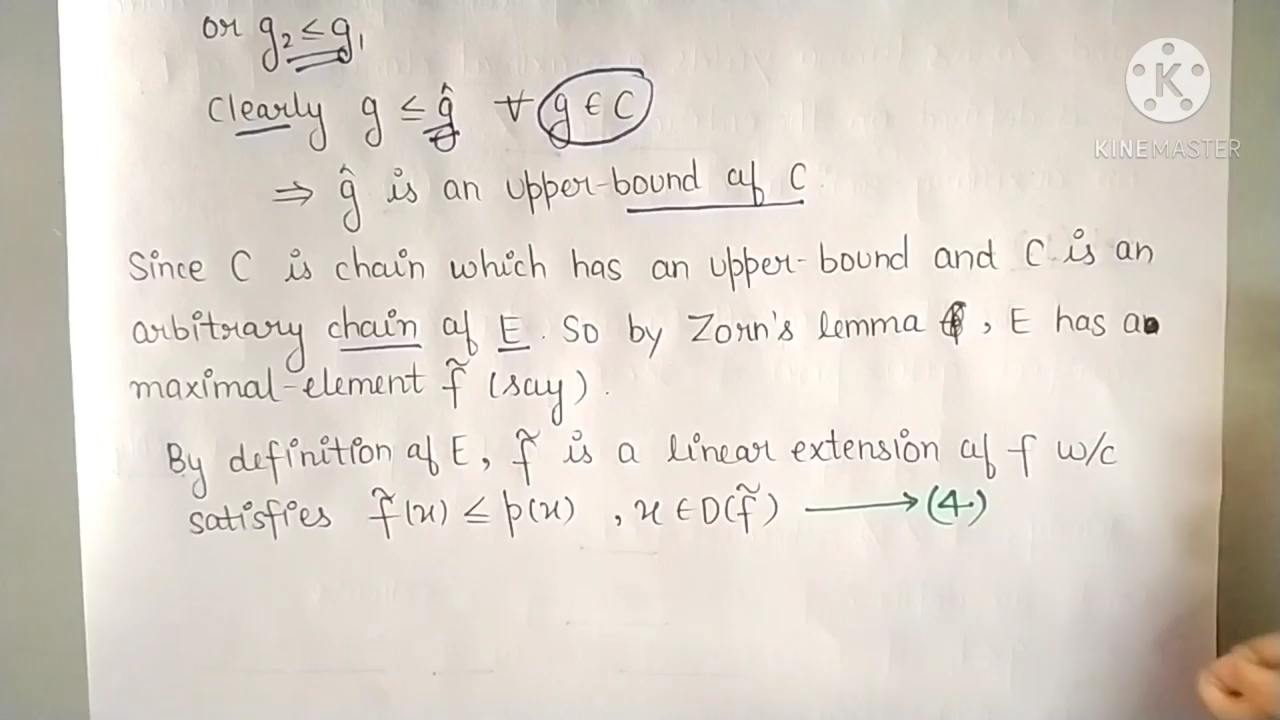 or g₂ ≤ g₁
Clearly g ≤ ĝ ∀ g ∈ C
⇒ ĝ is an upper-bound of C
Since C is chain which has an upper-bound and C is an
arbitrary chain of E. So by Zorn's lemma, E has a
maximal-element f̃ (say).
By definition of E, f̃ is a linear extension of f w/c
satisfies f̃(x) ≤ p(x), x ∈ D(f̃) ⟶ (4)
K
KINEMASTER